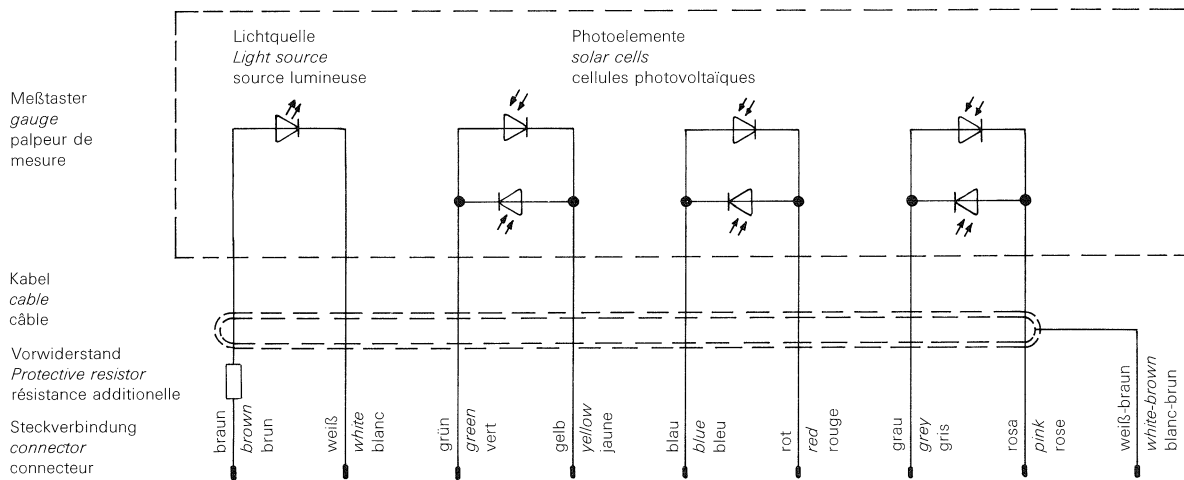 Lichtquelle
Light source
source lumineuse
Photoelemente
solar cells
cellules photovoltaïques
Meßtaster
gauge
palpeur de
mesure
Kabel
cable
câble
Vorwiderstand
Protective resistor
résistance additionelle
Steckverbindung
connector
connecteur
braun
brown
brun
weiß
white
blanc
grün
green
vert
gelb
yellow
jaune
blau
blue
bleu
rot
red
rouge
grau
grey
gris
rosa
pink
rose
weiß-braun
white-brown
blanc-brun